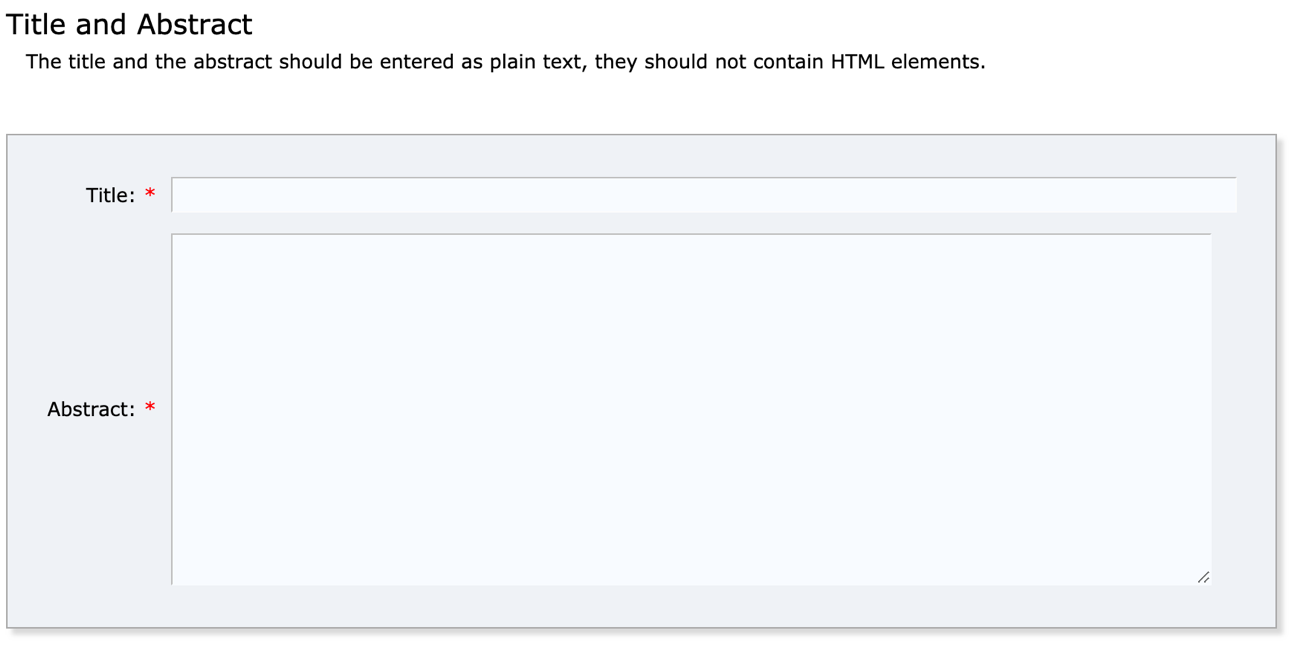 Title and Abstract
The title and the abstract should be entered as plain text, they should not contain HTML elements.
Title: *
Abstract: *